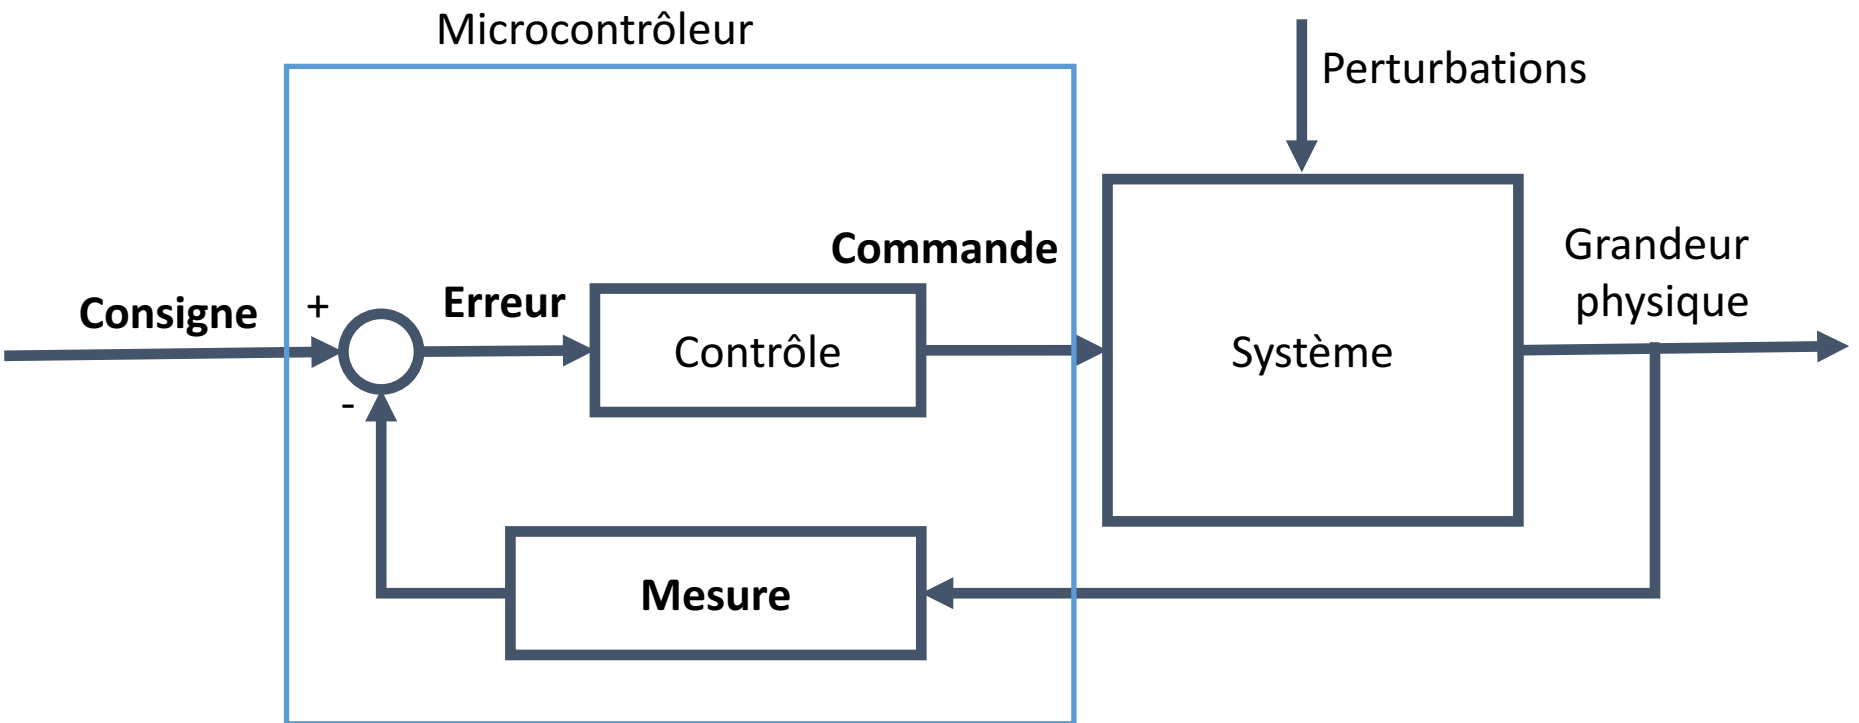 Microcontrôleur
Perturbations
Commande
Grandeur
physique
Consigne
+
Erreur
Contrôle
Système
-
Mesure